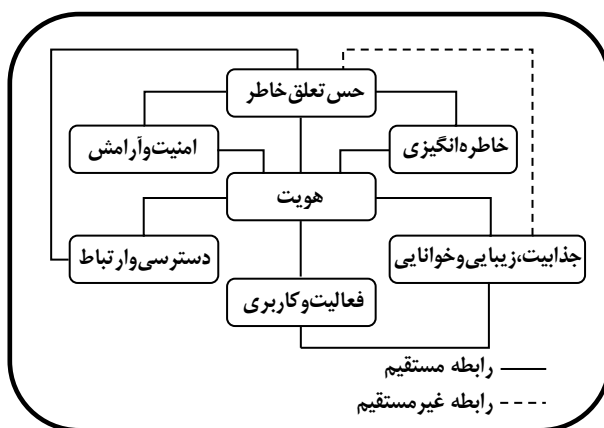 حس تعلق خاطر
خاطره‌انگیزی
امنیت و آرامش
هویت
جذابیت، زیبایی و خوانایی
دسترسی و ارتباط
فعالیت و کاربری
رابطه مستقیم
رابطه غیرمستقیم